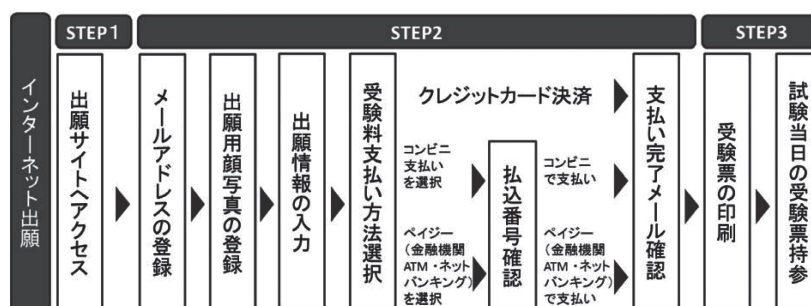 インターネット出願
STEP1
出願サイトへアクセス
STEP2
メールアドレスの登録
出願用顔写真の登録
出願情報の入力
受験料支払い方法選択
クレジットカード決済
コンビニ
支払い
を選択
ペイジー
(金融機関
ATM・ネット
バンキング)
を選択
払込番号確認
コンビニ
で支払い
ペイジー
(金融機関
ATM・ネット
バンキング)
で支払い
支払い完了メール確認
STEP3
受験票の印刷
試験当日の受験票持参